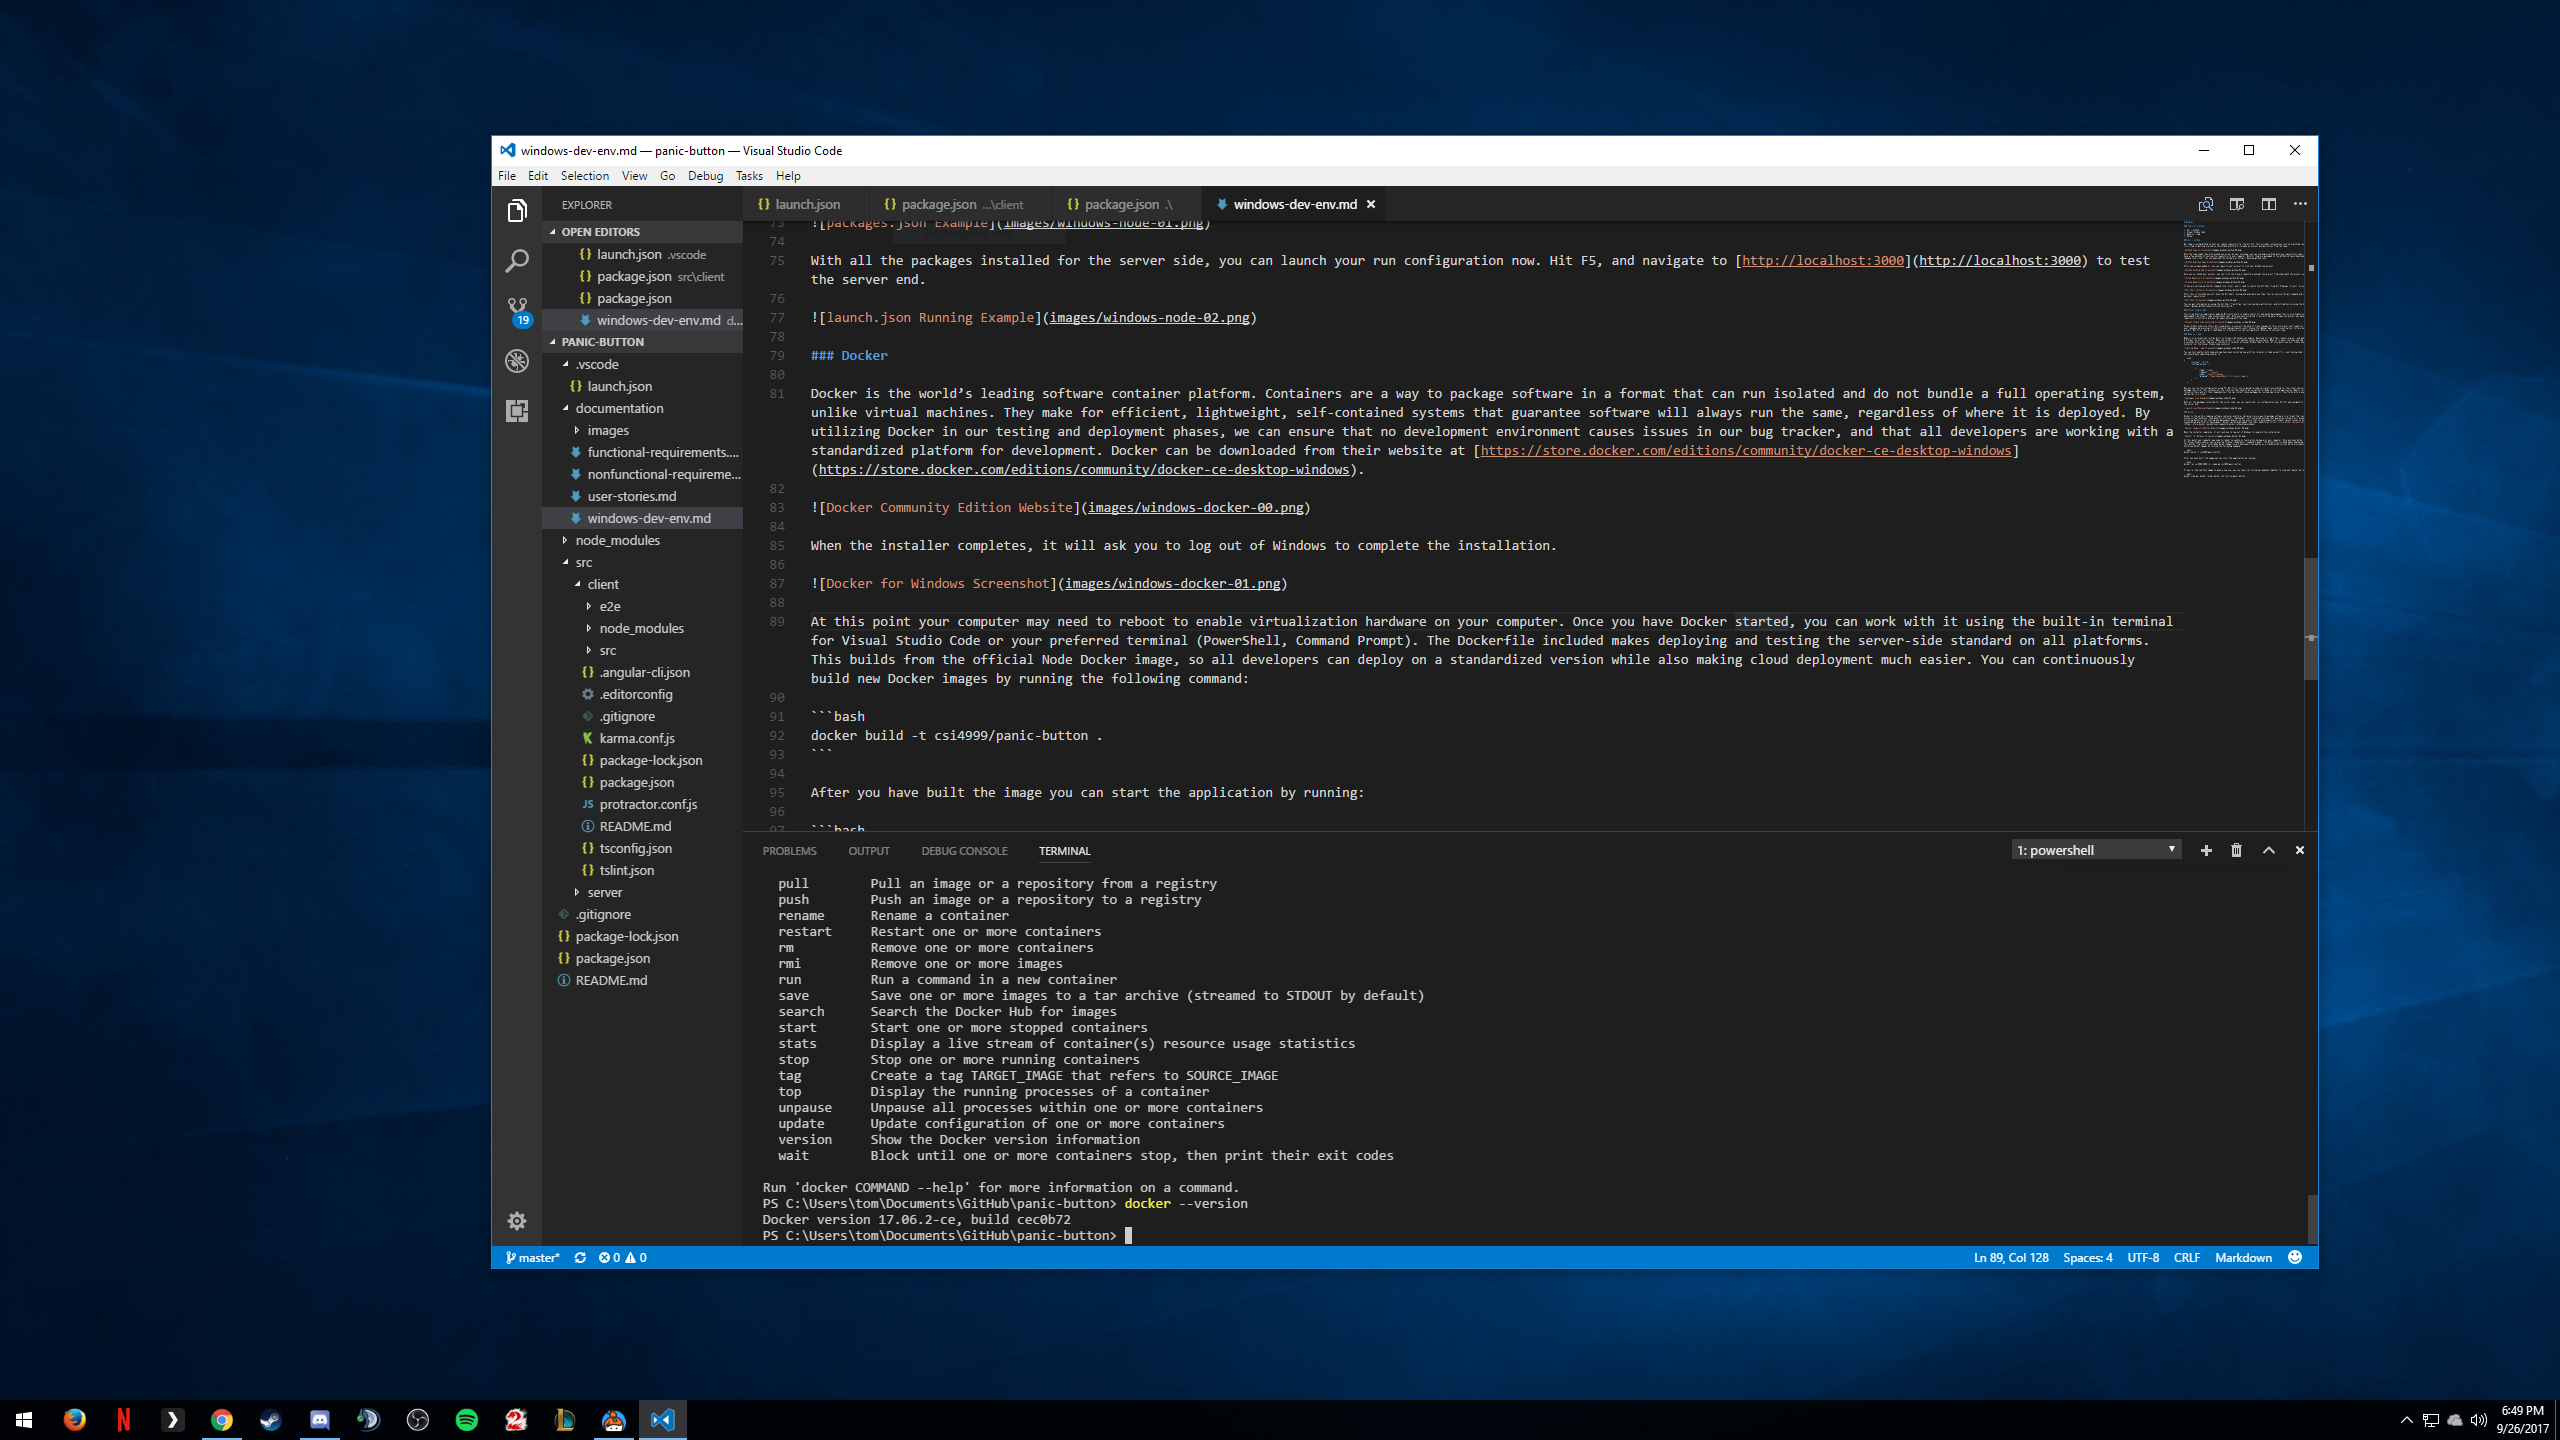 windows-dev-env.md — panic-button — Visual Studio Code
File Edit Selection View Go Debug Tasks Help
EXPLORER
OPEN EDITORS
launch.json .vscode
package.json src\client
package.json
windows-dev-env.md d...
PANIC-BUTTON
.vscode
launch.json
documentation
images
functional-requirements....
nonfunctional-requireme...
user-stories.md
windows-dev-env.md
node_modules
src
client
e2e
node_modules
src
.angular-cli.json
.editorconfig
.gitignore
karma.conf.js
package-lock.json
package.json
protractor.conf.js
README.md
tsconfig.json
tslint.json
server
.gitignore
package-lock.json
package.json
README.md
19
launch.json package.json ...\client package.json .\ windows-dev-env.md
73 ![packages.json Example](images/windows-node-01.png)
74
75 With all the packages installed for the server side, you can launch your run configuration now. Hit F5, and navigate to [http://localhost:3000](http://localhost:3000) to test
the server end.
76
77 ![launch.json Running Example](images/windows-node-02.png)
78
79 ### Docker
80
81 Docker is the world’s leading software container platform. Containers are a way to package software in a format that can run isolated and do not bundle a full operating system,
unlike virtual machines. They make for efficient, lightweight, self-contained systems that guarantee software will always run the same, regardless of where it is deployed. By
utilizing Docker in our testing and deployment phases, we can ensure that no development environment causes issues in our bug tracker, and that all developers are working with a
standardized platform for development. Docker can be downloaded from their website at [https://store.docker.com/editions/community/docker-ce-desktop-windows]
(https://store.docker.com/editions/community/docker-ce-desktop-windows).
82
83 ![Docker Community Edition Website](images/windows-docker-00.png)
84
85 When the installer completes, it will ask you to log out of Windows to complete the installation.
86
87 ![Docker for Windows Screenshot](images/windows-docker-01.png)
88
89 At this point your computer may need to reboot to enable virtualization hardware on your computer. Once you have Docker started, you can work with it using the built-in terminal
for Visual Studio Code or your preferred terminal (PowerShell, Command Prompt). The Dockerfile included makes deploying and testing the server-side standard on all platforms.
This builds from the official Node Docker image, so all developers can deploy on a standardized version while also making cloud deployment much easier. You can continuously
build new Docker images by running the following command:
90
91 ```bash
92 docker build -t csi4999/panic-button .
93 ```
94
95 After you have built the image you can start the application by running:
96
97 ```bash
PROBLEMS OUTPUT DEBUG CONSOLE TERMINAL 1: powershell
pull Pull an image or a repository from a registry
push Push an image or a repository to a registry
rename Rename a container
restart Restart one or more containers
rm Remove one or more containers
rmi Remove one or more images
run Run a command in a new container
save Save one or more images to a tar archive (streamed to STDOUT by default)
search Search the Docker Hub for images
start Start one or more stopped containers
stats Display a live stream of container(s) resource usage statistics
stop Stop one or more running containers
tag Create a tag TARGET_IMAGE that refers to SOURCE_IMAGE
top Display the running processes of a container
unpause Unpause all processes within one or more containers
update Update configuration of one or more containers
version Show the Docker version information
wait Block until one or more containers stop, then print their exit codes
Run 'docker COMMAND --help' for more information on a command.
PS C:\Users\tom\Documents\GitHub\panic-button> docker --version
Docker version 17.06.2-ce, build cec0b72
PS C:\Users\tom\Documents\GitHub\panic-button>
master* 0 0 Ln 89, Col 128 Spaces: 4 UTF-8 CRLF Markdown
6:49 PM
9/26/2017